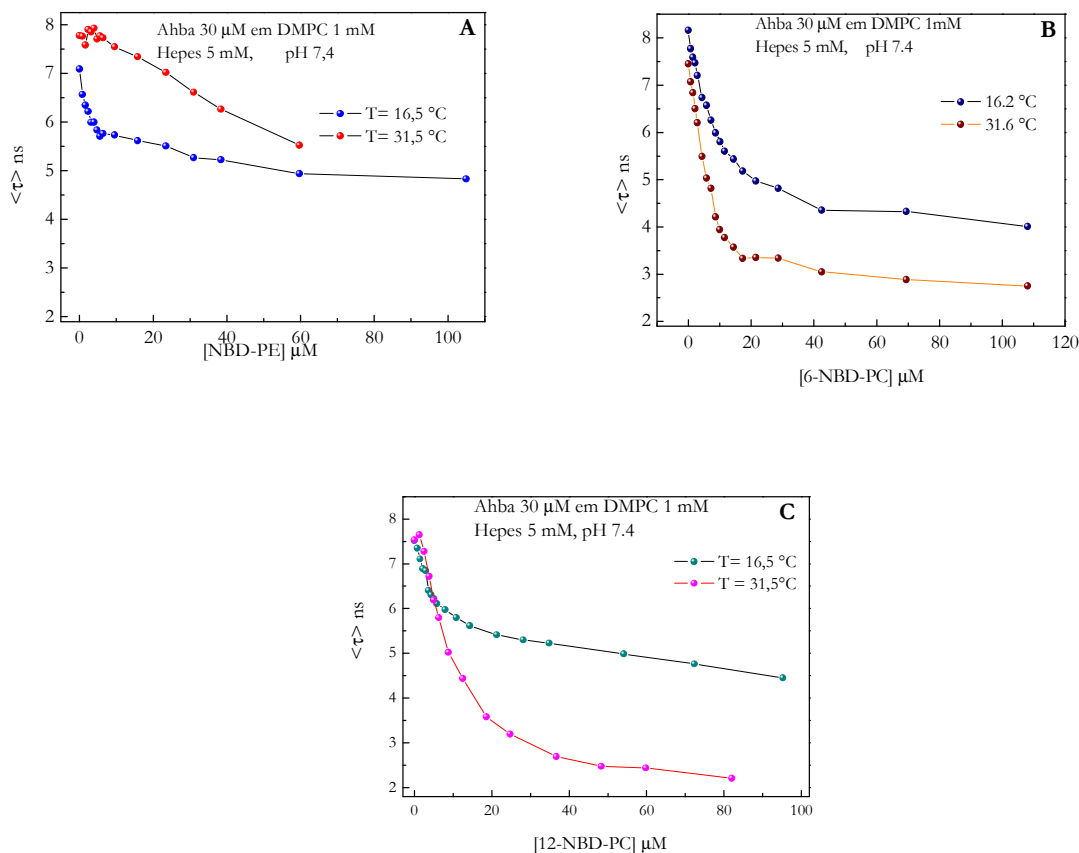 A
Ahba 30 µM em DMPC 1 mM
Hepes 5 mM, pH 7,4
T= 16,5 °C
T= 31,5 °C
<τ> ns
8
7
6
5
4
3
2
0 20 40 60 80 100
[NBD-PE] µM
B
Ahba 30 µM em DMPC 1mM
Hepes 5 mM, pH 7.4
16.2 °C
31.6 °C
<τ> ns
8
7
6
5
4
3
2
0 20 40 60 80 100 120
[6-NBD-PC] µM
C
Ahba 30 µM em DMPC 1 mM
Hepes 5 mM, pH 7.4
T= 16,5 °C
T = 31,5°C
<τ> ns
8
7
6
5
4
3
2
0 20 40 60 80 100
[12-NBD-PC] µM